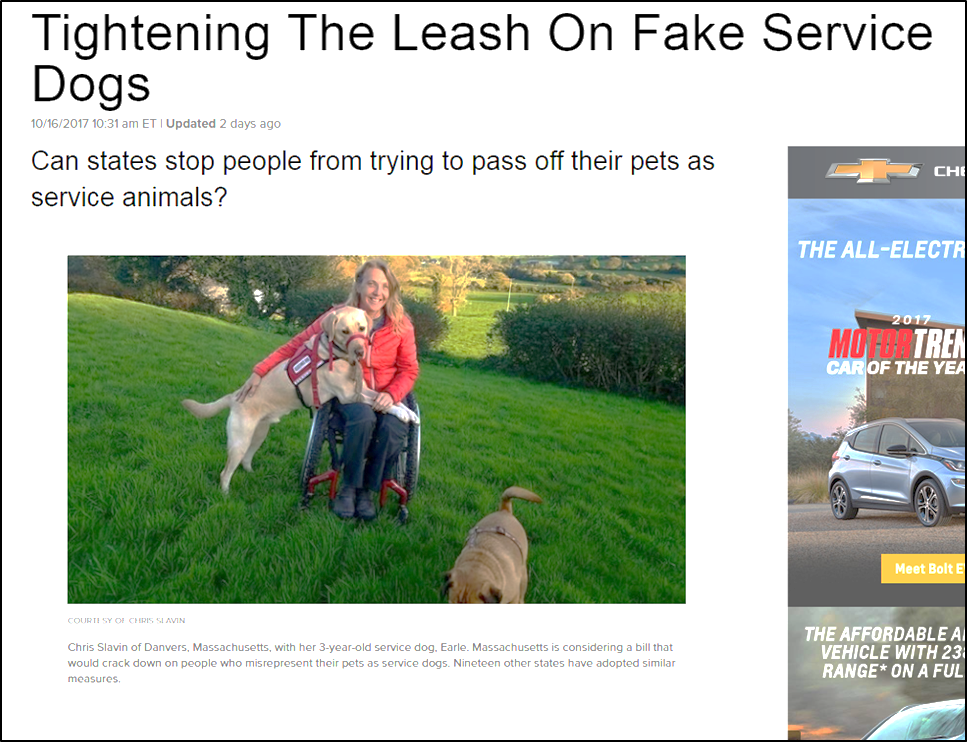 Tightening The Leash On Fake Service
Dogs
10/16/2017 10:31 am ET | Updated 2 days ago
Can states stop people from trying to pass off their pets as
service animals?
COURTESY OF CHRIS SLAVIN
Chris Slavin of Danvers, Massachusetts, with her 3-year-old service dog, Earle. Massachusetts is considering a bill that
would crack down on people who misrepresent their pets as service dogs. Nineteen other states have adopted similar
measures.
CHE
THE ALL-ELECTR
2017
MOTOR TREN
CAR OF THE YEA
Meet Bolt E
THE AFFORDABLE A
VEHICLE WITH 238
RANGE* ON A FUL